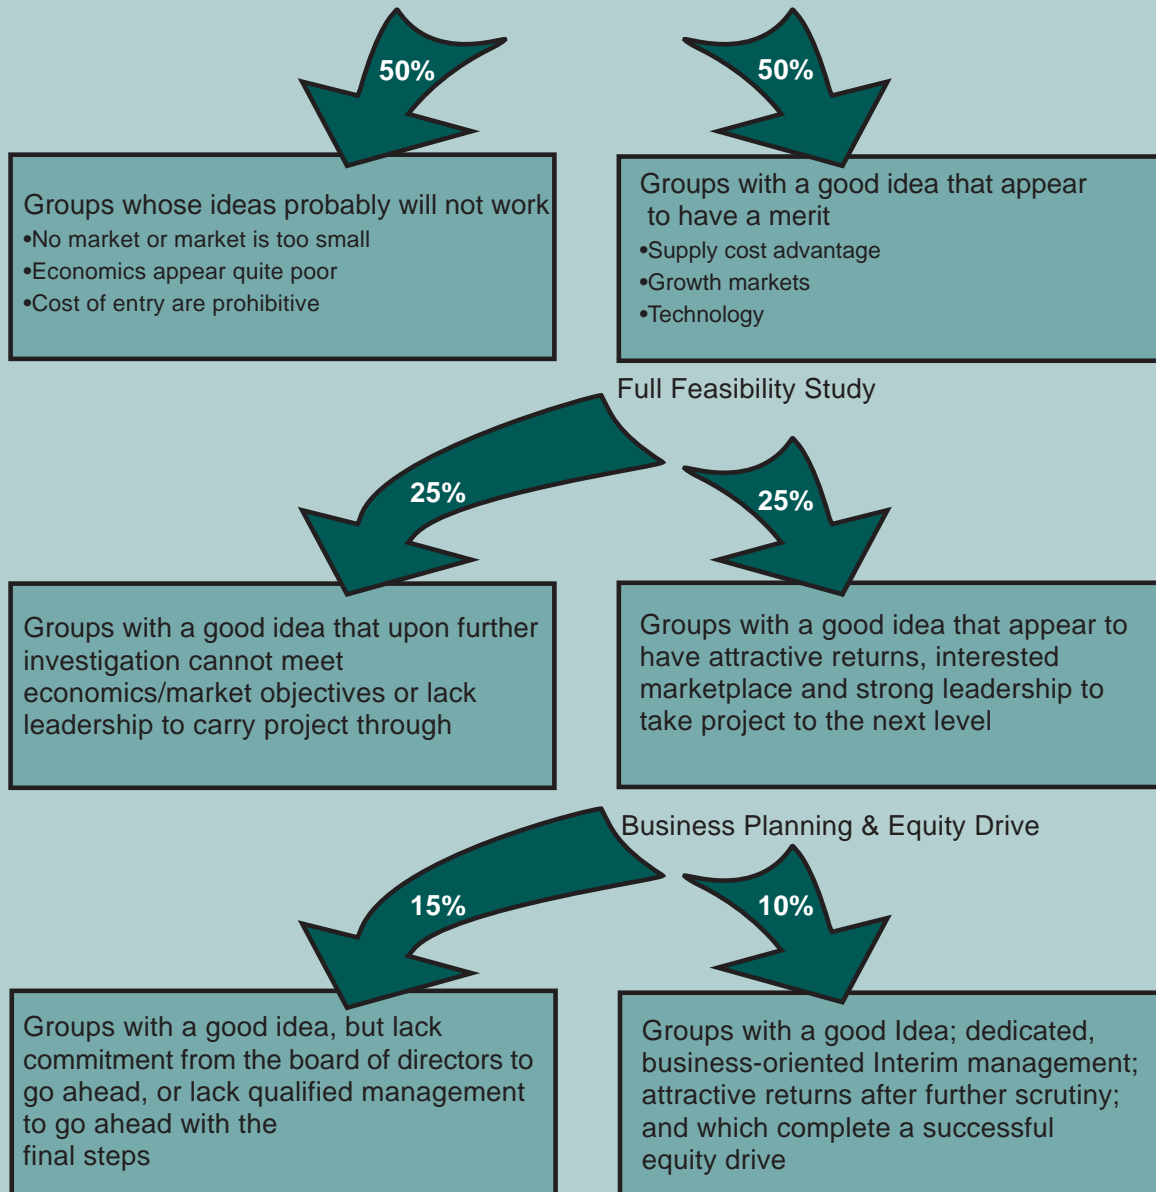 50%
50%
Groups whose ideas probably will not work
•No market or market is too small
•Economics appear quite poor
•Cost of entry are prohibitive
Groups with a good idea that appear
to have a merit
•Supply cost advantage
•Growth markets
•Technology
Full Feasibility Study
25%
25%
Groups with a good idea that upon further
investigation cannot meet
economics/market objectives or lack
leadership to carry project through
Groups with a good idea that appear to
have attractive returns, interested
marketplace and strong leadership to
take project to the next level
Business Planning & Equity Drive
15%
10%
Groups with a good idea, but lack
commitment from the board of directors to
go ahead, or lack qualified management
to go ahead with the
final steps
Groups with a good Idea; dedicated,
business-oriented Interim management;
attractive returns after further scrutiny;
and which complete a successful
equity drive